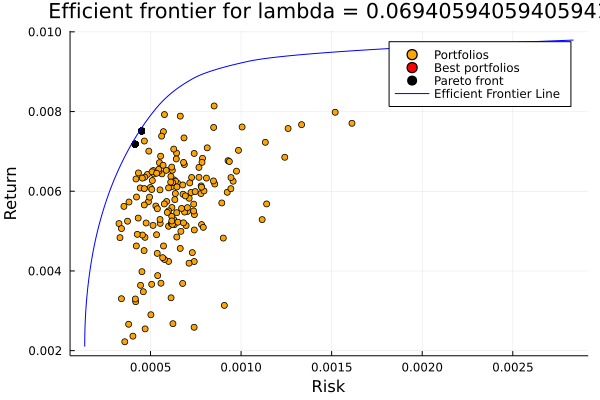 Efficient frontier for lambda = 0.0694059405940594
Return
0.010
0.008
0.006
0.004
0.002
Portfolios
Best portfolios
Pareto front
Efficient Frontier Line
0.0005
0.0010
0.0015
0.0020
0.0025
Risk